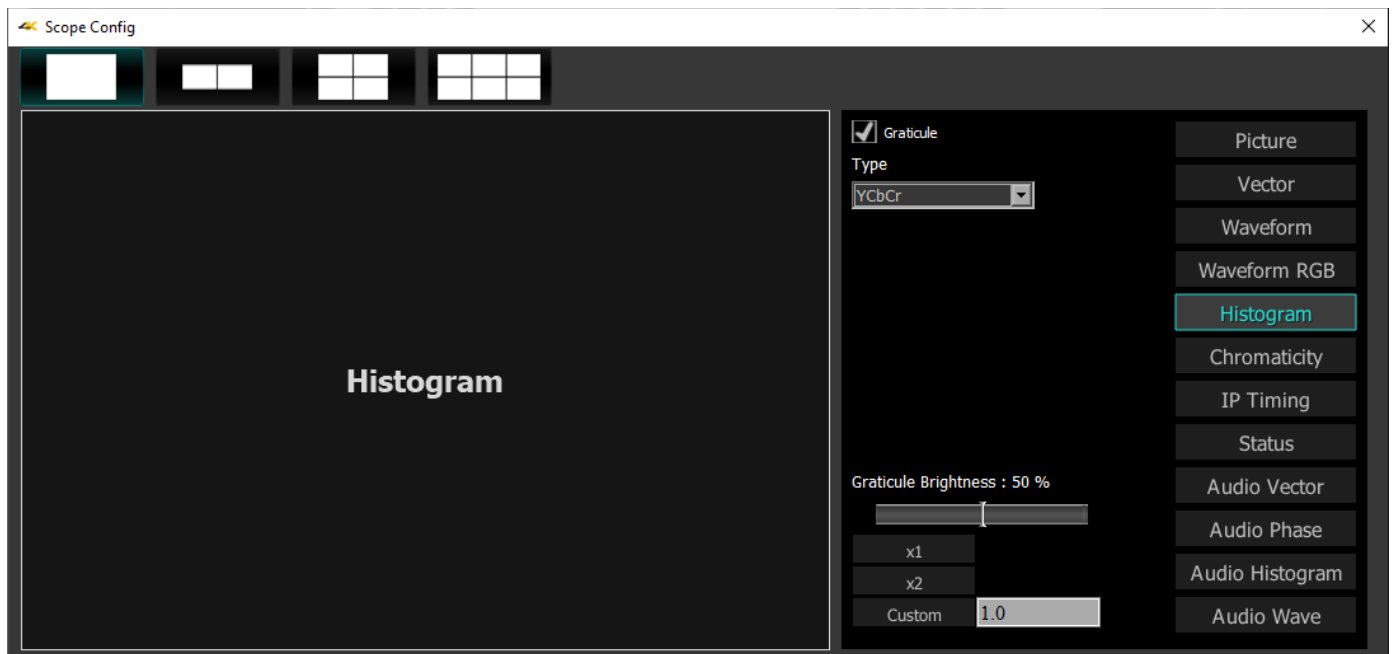 Scope Config
Graticule
Type
YCbCr
Histogram
Graticule Brightness : 50 %
x1
x2
Custom
1.0
Picture
Vector
Waveform
Waveform RGB
Histogram
Chromaticity
IP Timing
Status
Audio Vector
Audio Phase
Audio Histogram
Audio Wave